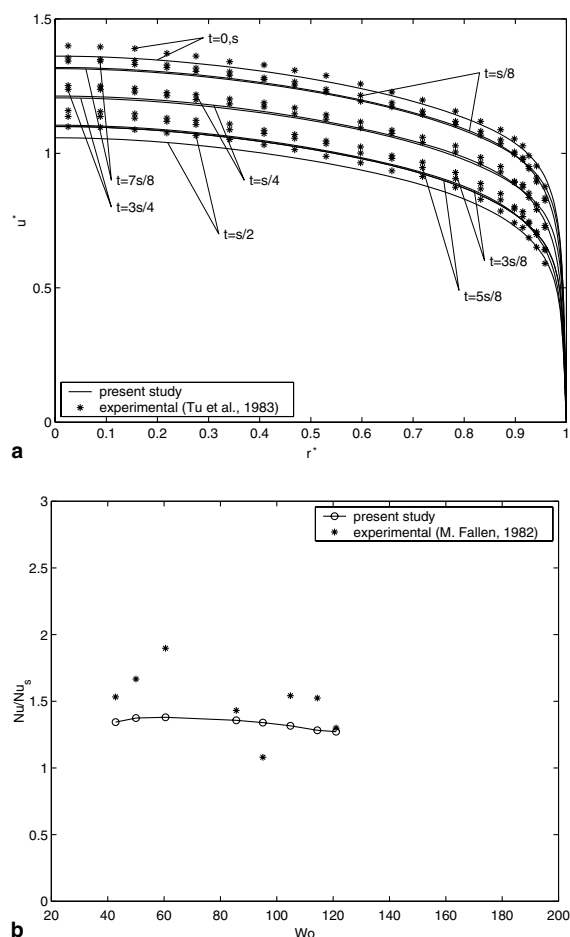 1.5
t=0,s
t=s/8
1
t=7s/8
t=s/4
t=3s/4
t=s/2
t=3s/8
t=5s/8
u*
0.5
present study
experimental (Tu et al., 1983)
0
0 0.1 0.2 0.3 0.4 0.5 0.6 0.7 0.8 0.9 1
r*
a
3
present study
experimental (M. Fallen, 1982)
2.5
2
Nu/Nus
1.5
1
0.5
0
20 40 60 80 100 120 140 160 180 200
Wo
b